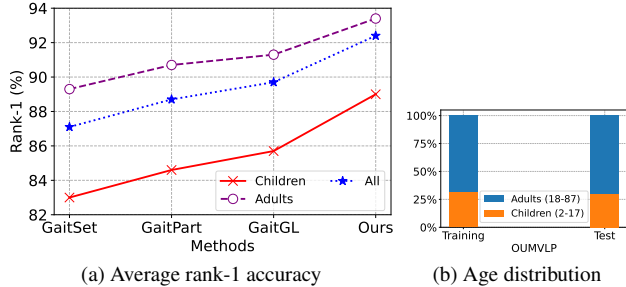 94
92
90
88
86
84
82
Rank-1 (%)
Children
Adults
All
GaitSet GaitPart GaitGL Ours
Methods
(a) Average rank-1 accuracy
100%
75%
50%
25%
0%
Adults (18-87)
Children (2-17)
Training Test
OUMVLP
(b) Age distribution